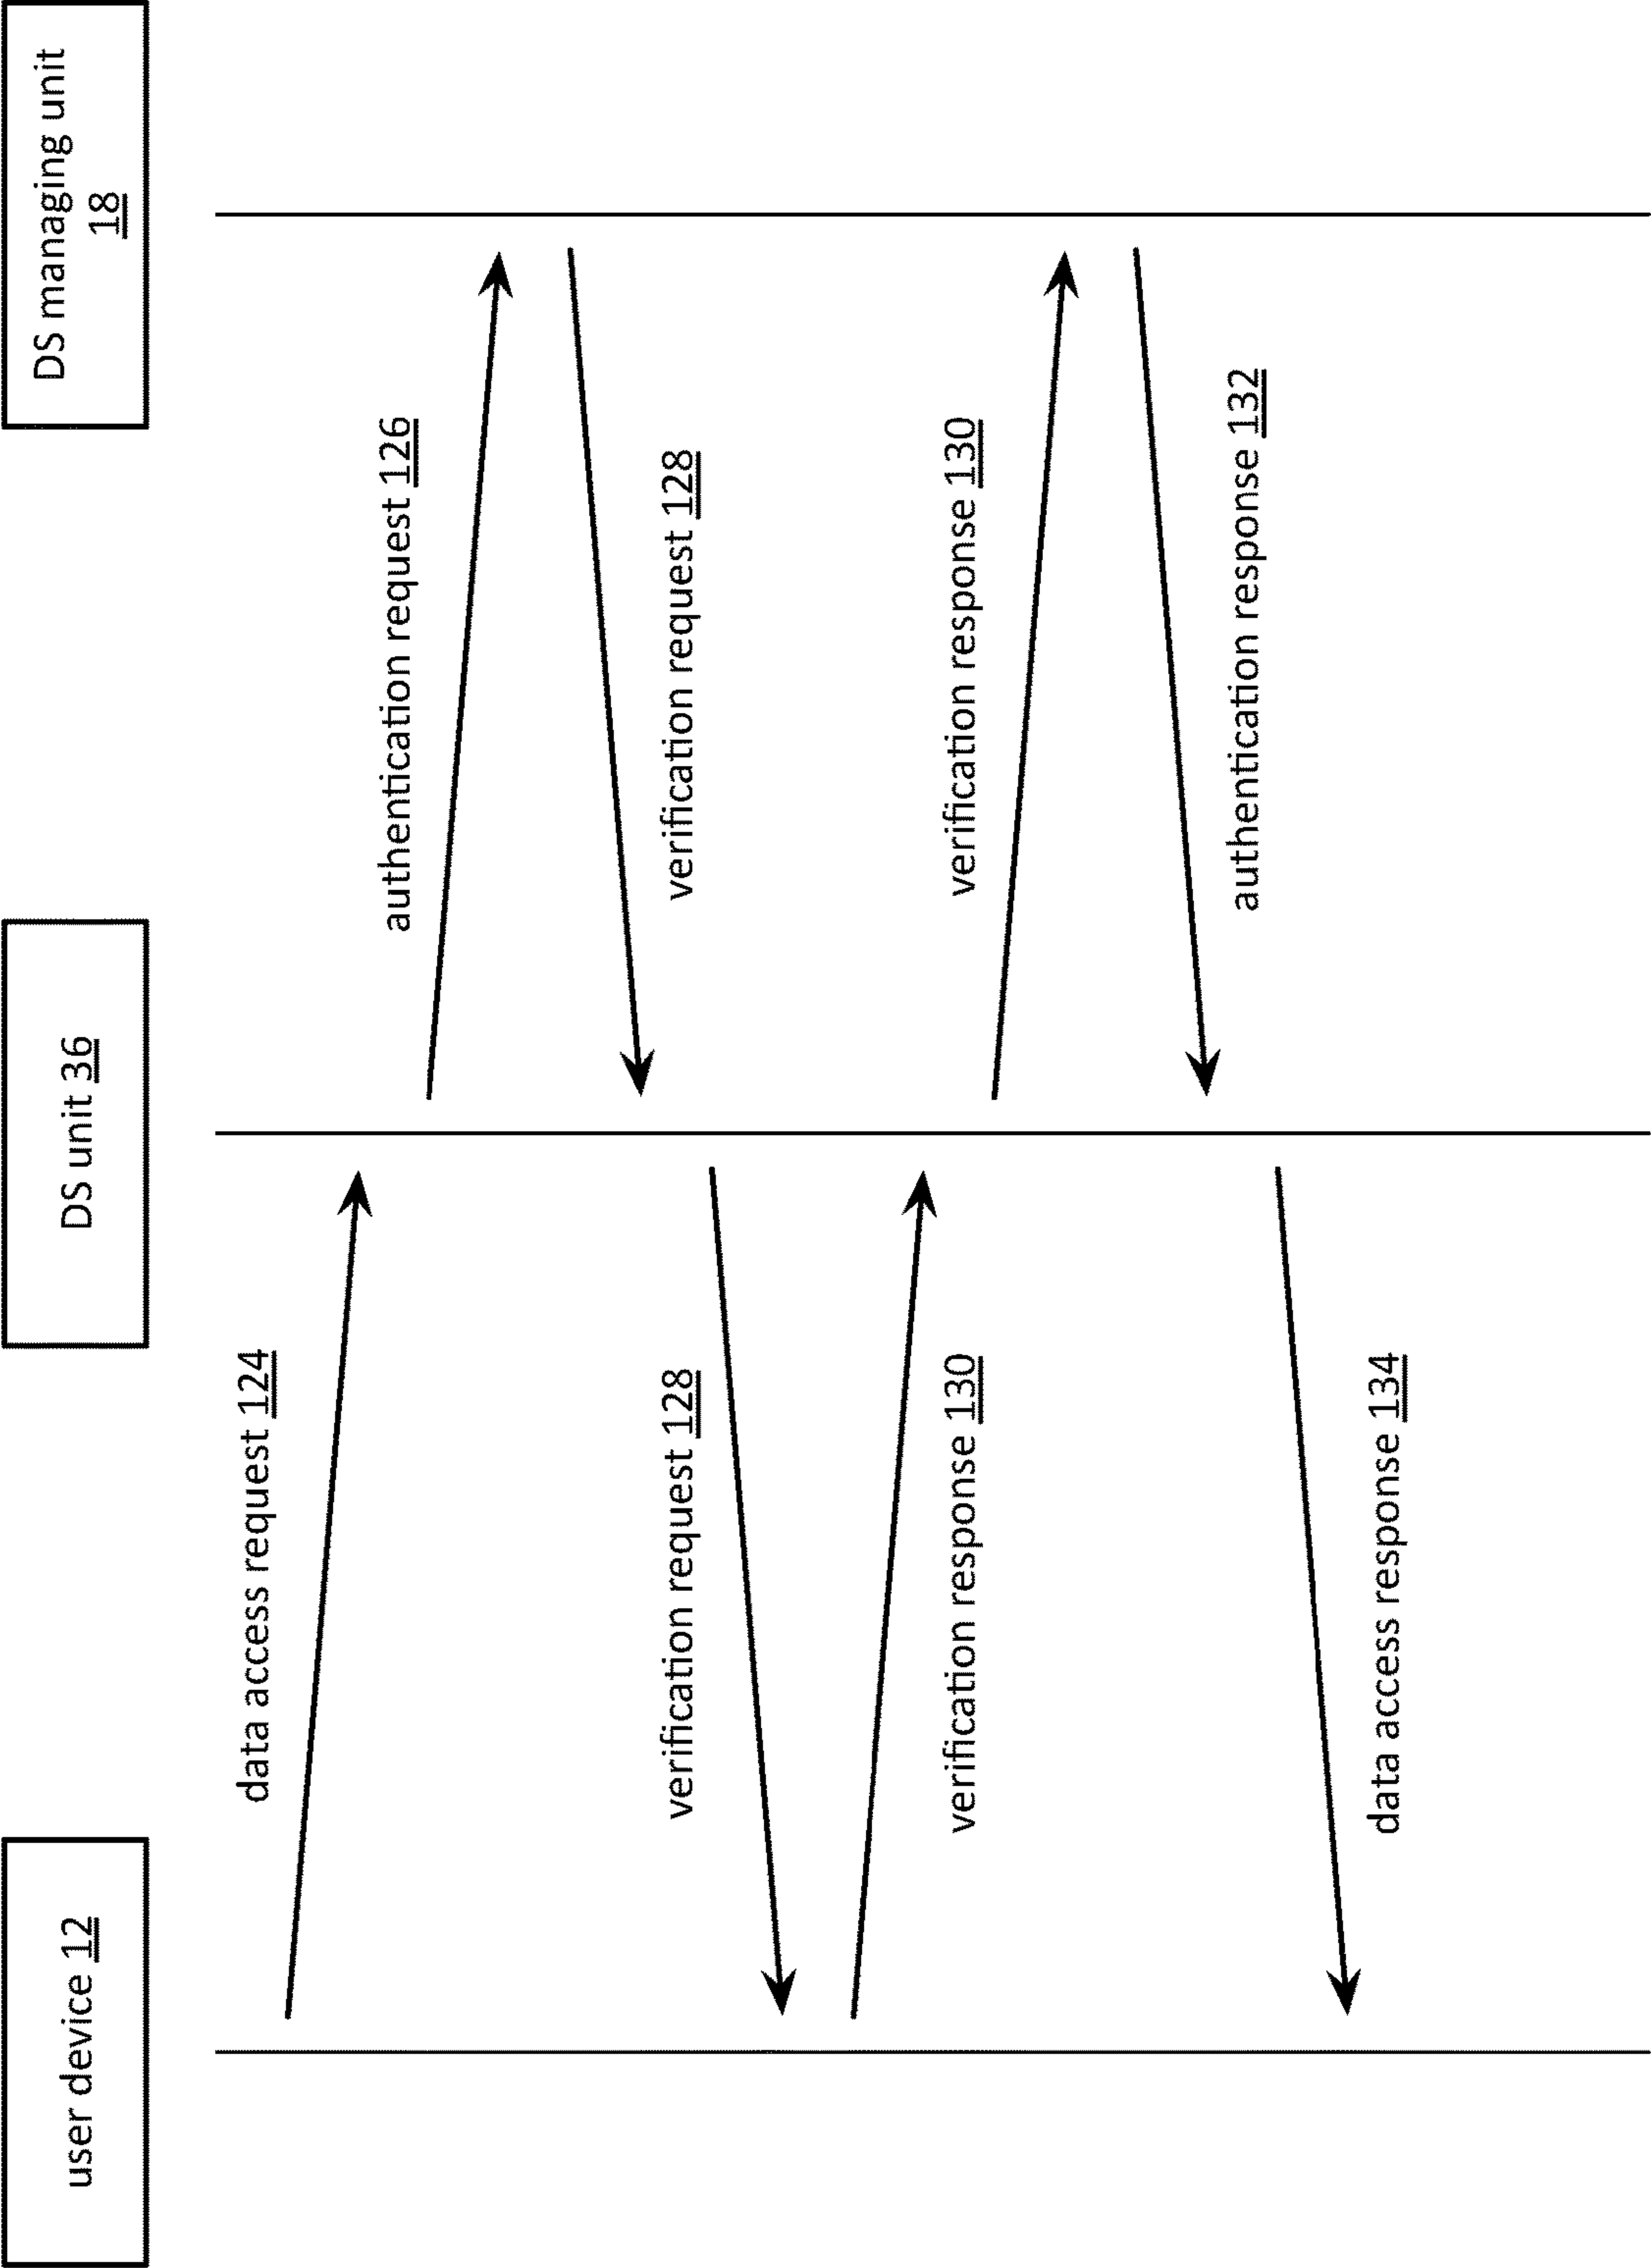 user device 12
DS unit 36
DS managing unit
18
data access request 124
authentication request 126
verification request 128
verification request 128
verification response 130
verification response 130
authentication response 132
data access response 134